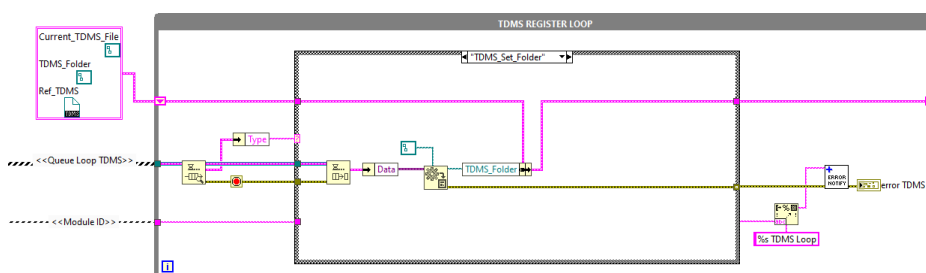 TDMS REGISTER LOOP
Current_TDMS_File
TDMS_Folder
Ref_TDMS
TDMS
"TDMS_Set_Folder"
Type
<<Queue Loop TDMS>>
Data
TDMS_Folder
ERROR
NOTIFY
error TDMS
<<Module ID>>
%s TDMS Loop
i